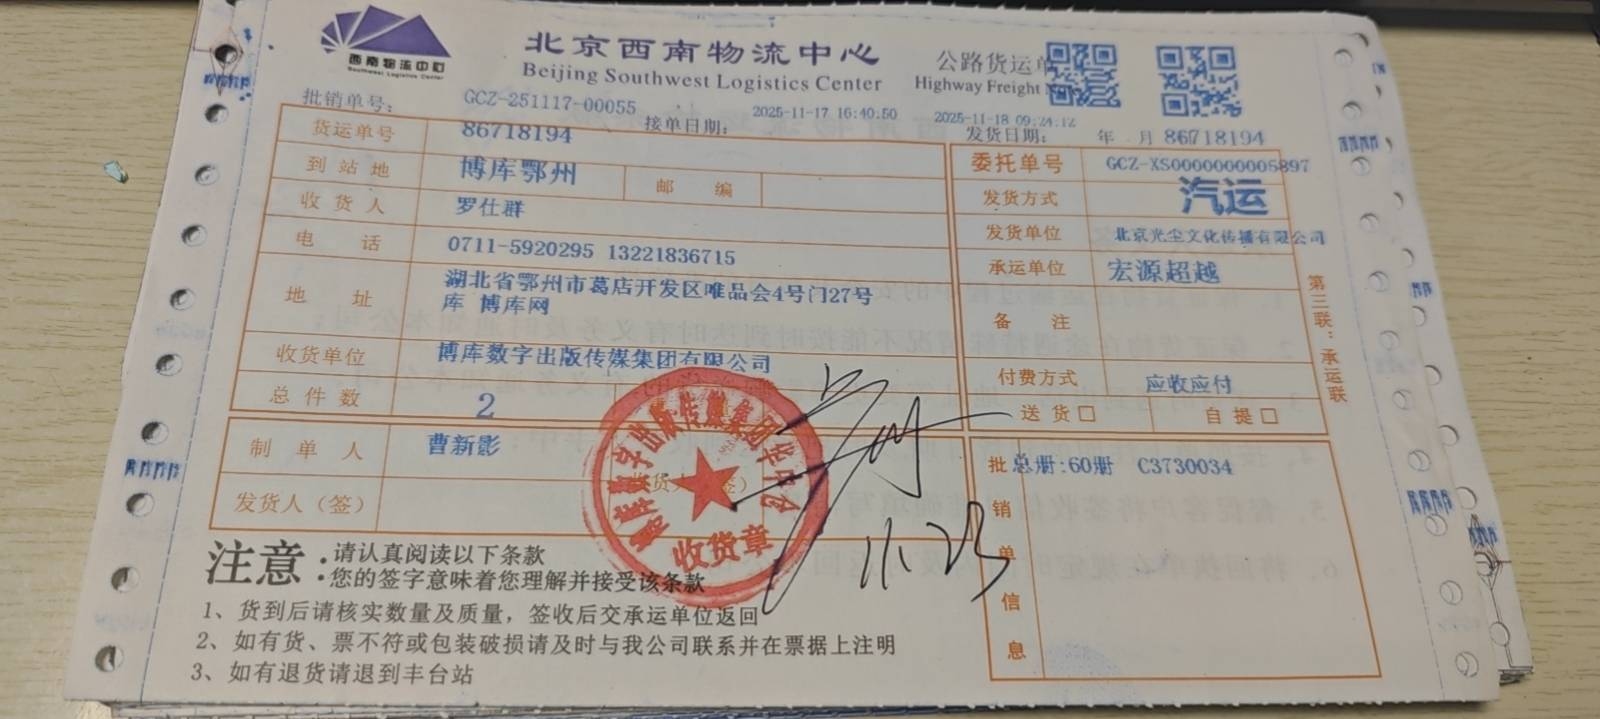 西南物流中心
Southwest Logistics Center
北京西南物流中心
Beijing Southwest Logistics Center
公路货运单
Highway Freight
批销单号: GCZ-251117-00055
接单日期: 2025-11-17 16:40:50
发货日期: 2025-11-18 09:24:12 年 月 86718194
货运单号 86718194
到站地 博库鄂州 邮编
收货人 罗仕群
电话 0711-5920295 13221836715
地址 湖北省鄂州市葛店开发区唯品会4号门27号
库 博库网
收货单位 博库数字出版传媒集团有限公司
总件数 2
制单人 曹新影
发货人（签）
委托单号 GCZ-XS0000000005897
发货方式 汽运
发货单位 北京光尘文化传播有限公司
承运单位 宏源超越
备注
付费方式 应收应付
送货□ 自提□
批销单信息 总册:60册 C3730034
第三联：承运联
收货章
11.23
注意:请认真阅读以下条款
:您的签字意味着您理解并接受该条款
1、货到后请核实数量及质量，签收后交承运单位返回
2、如有货、票不符或包装破损请及时与我公司联系并在票据上注明
3、如有退货请退到丰台站